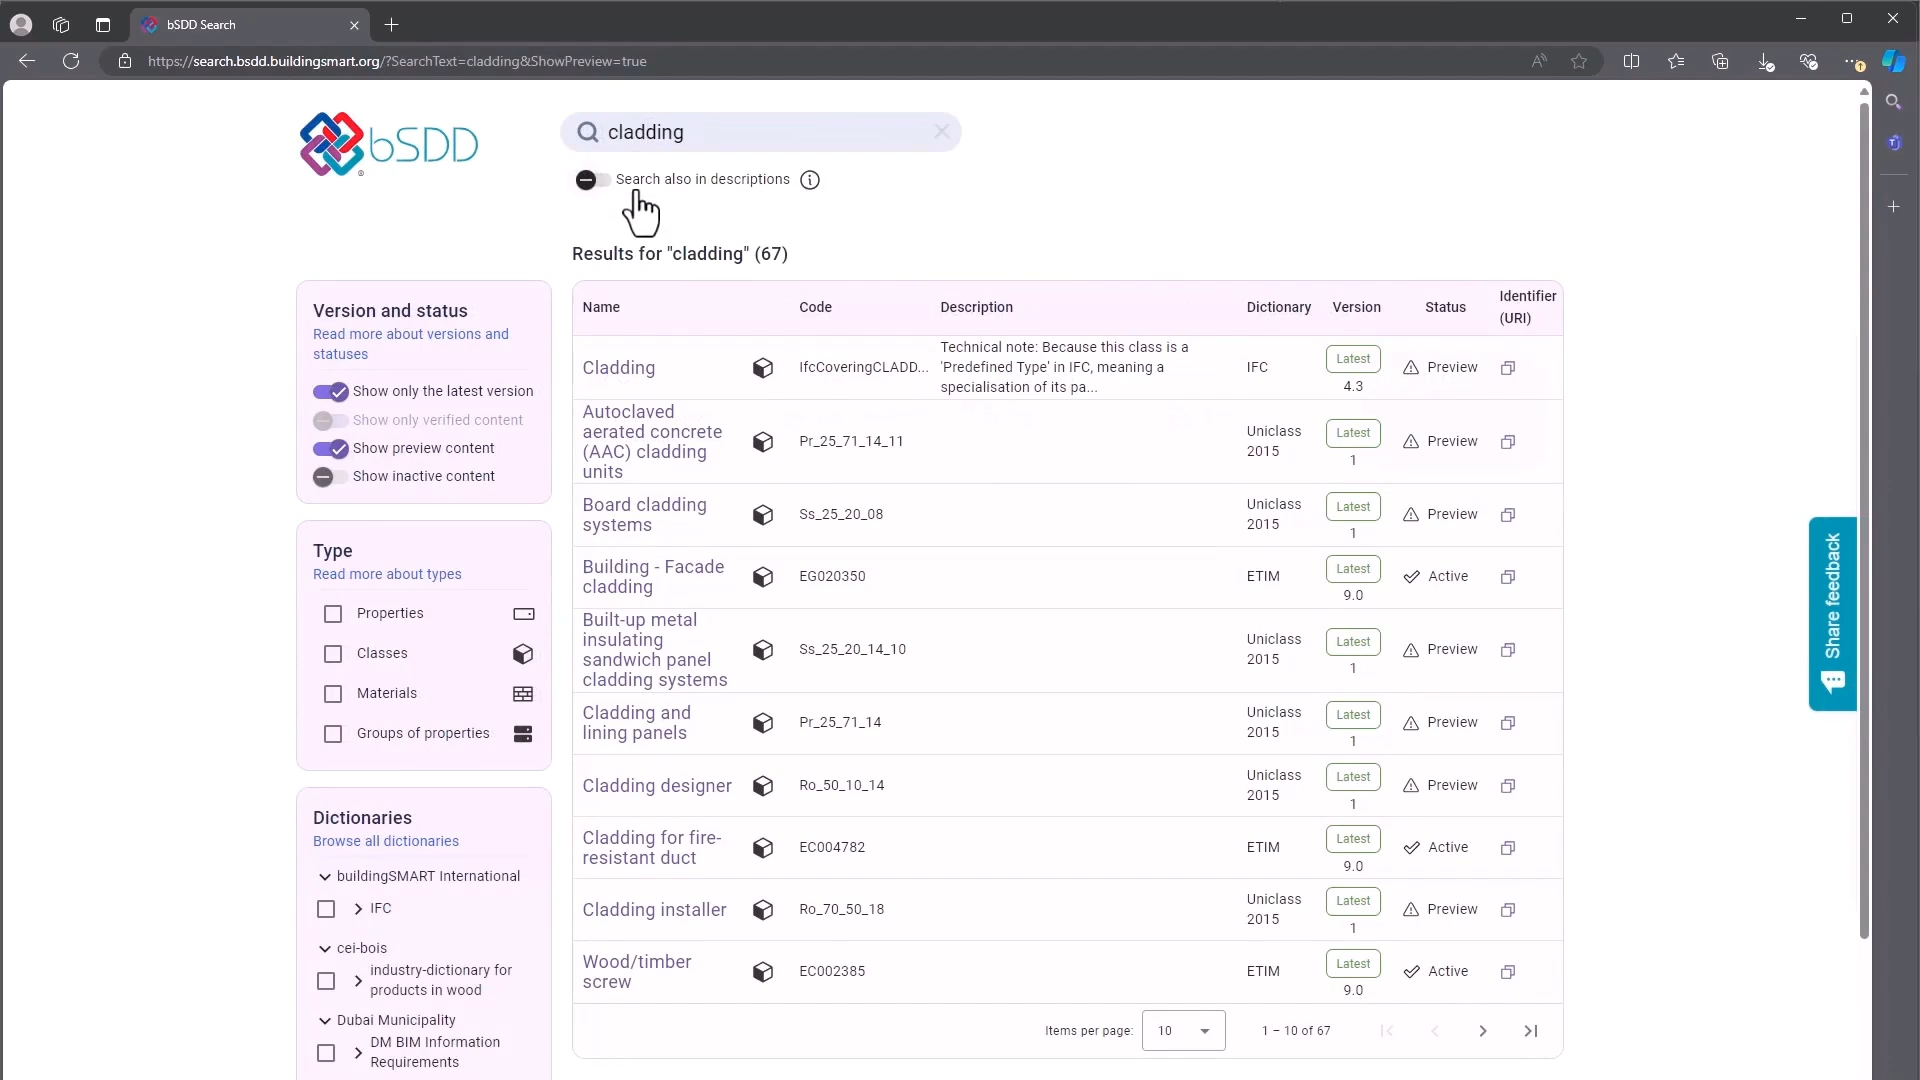 bSDD Search
https://search.bsdd.buildingsmart.org/?SearchText=cladding&ShowPreview=true
bSDD
cladding
Search also in descriptions
Results for "cladding" (67)
Version and status
Read more about versions and
statuses
Show only the latest version
Show only verified content
Show preview content
Show inactive content
Type
Read more about types
Properties
Classes
Materials
Groups of properties
Dictionaries
Browse all dictionaries
buildingSMART International
IFC
cei-bois
industry-dictionary for
products in wood
Dubai Municipality
DM BIM Information
Requirements
Name Code Description Dictionary Version Status Identifier
(URI)
Cladding IfcCoveringCLADD... Technical note: Because this class is a
'Predefined Type' in IFC, meaning a
specialisation of its pa... IFC Latest
4.3 Preview
Autoclaved
aerated concrete
(AAC) cladding
units Pr_25_71_14_11 Uniclass
2015 Latest
1 Preview
Board cladding
systems Ss_25_20_08 Uniclass
2015 Latest
1 Preview
Building - Facade
cladding EG020350 ETIM Latest
9.0 Active
Built-up metal
insulating
sandwich panel
cladding systems Ss_25_20_14_10 Uniclass
2015 Latest
1 Preview
Cladding and
lining panels Pr_25_71_14 Uniclass
2015 Latest
1 Preview
Cladding designer Ro_50_10_14 Uniclass
2015 Latest
1 Preview
Cladding for fire-
resistant duct EC004782 ETIM Latest
9.0 Active
Cladding installer Ro_70_50_18 Uniclass
2015 Latest
1 Preview
Wood/timber
screw EC002385 ETIM Latest
9.0 Active
Items per page: 10 1 – 10 of 67
Share feedback